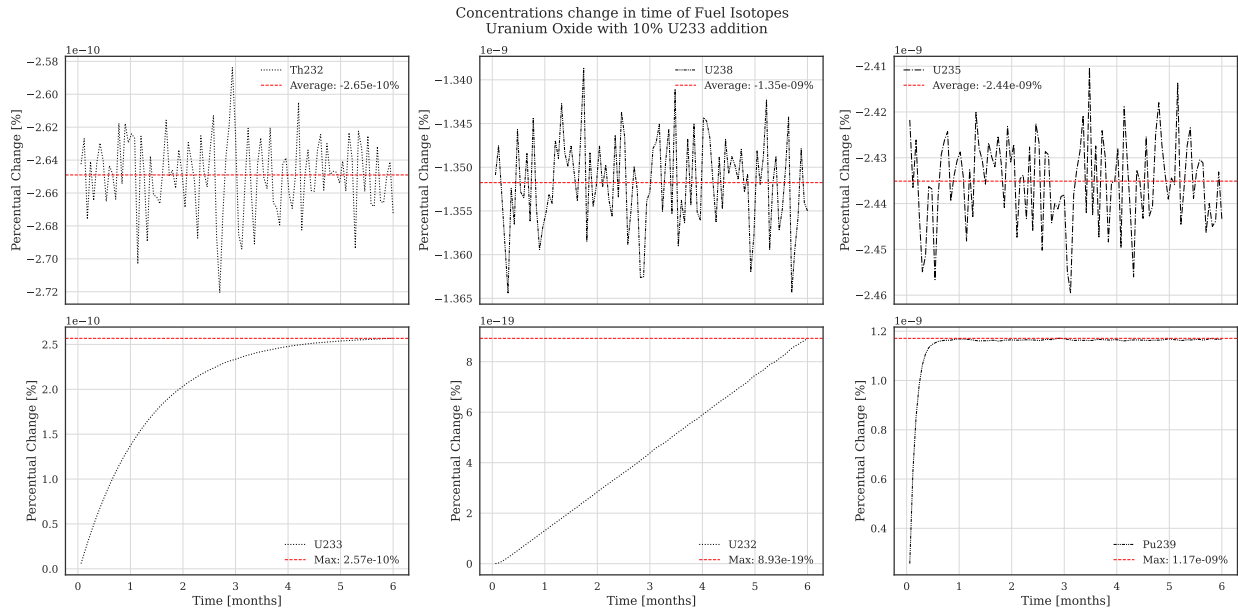 Concentrations change in time of Fuel Isotopes
Uranium Oxide with 10% U233 addition
1e−10
Percentual Change [%]
−2.58
−2.60
−2.62
−2.64
−2.66
−2.68
−2.70
−2.72
Th232
Average: -2.65e-10%
1e−9
Percentual Change [%]
−1.340
−1.345
−1.350
−1.355
−1.360
−1.365
U238
Average: -1.35e-09%
1e−9
Percentual Change [%]
−2.41
−2.42
−2.43
−2.44
−2.45
−2.46
U235
Average: -2.44e-09%
1e−10
Percentual Change [%]
2.5
2.0
1.5
1.0
0.5
0.0
U233
Max: 2.57e-10%
0 1 2 3 4 5 6
Time [months]
1e−19
Percentual Change [%]
8
6
4
2
0
U232
Max: 8.93e-19%
0 1 2 3 4 5 6
Time [months]
1e−9
Percentual Change [%]
1.2
1.0
0.8
0.6
0.4
Pu239
Max: 1.17e-09%
0 1 2 3 4 5 6
Time [months]